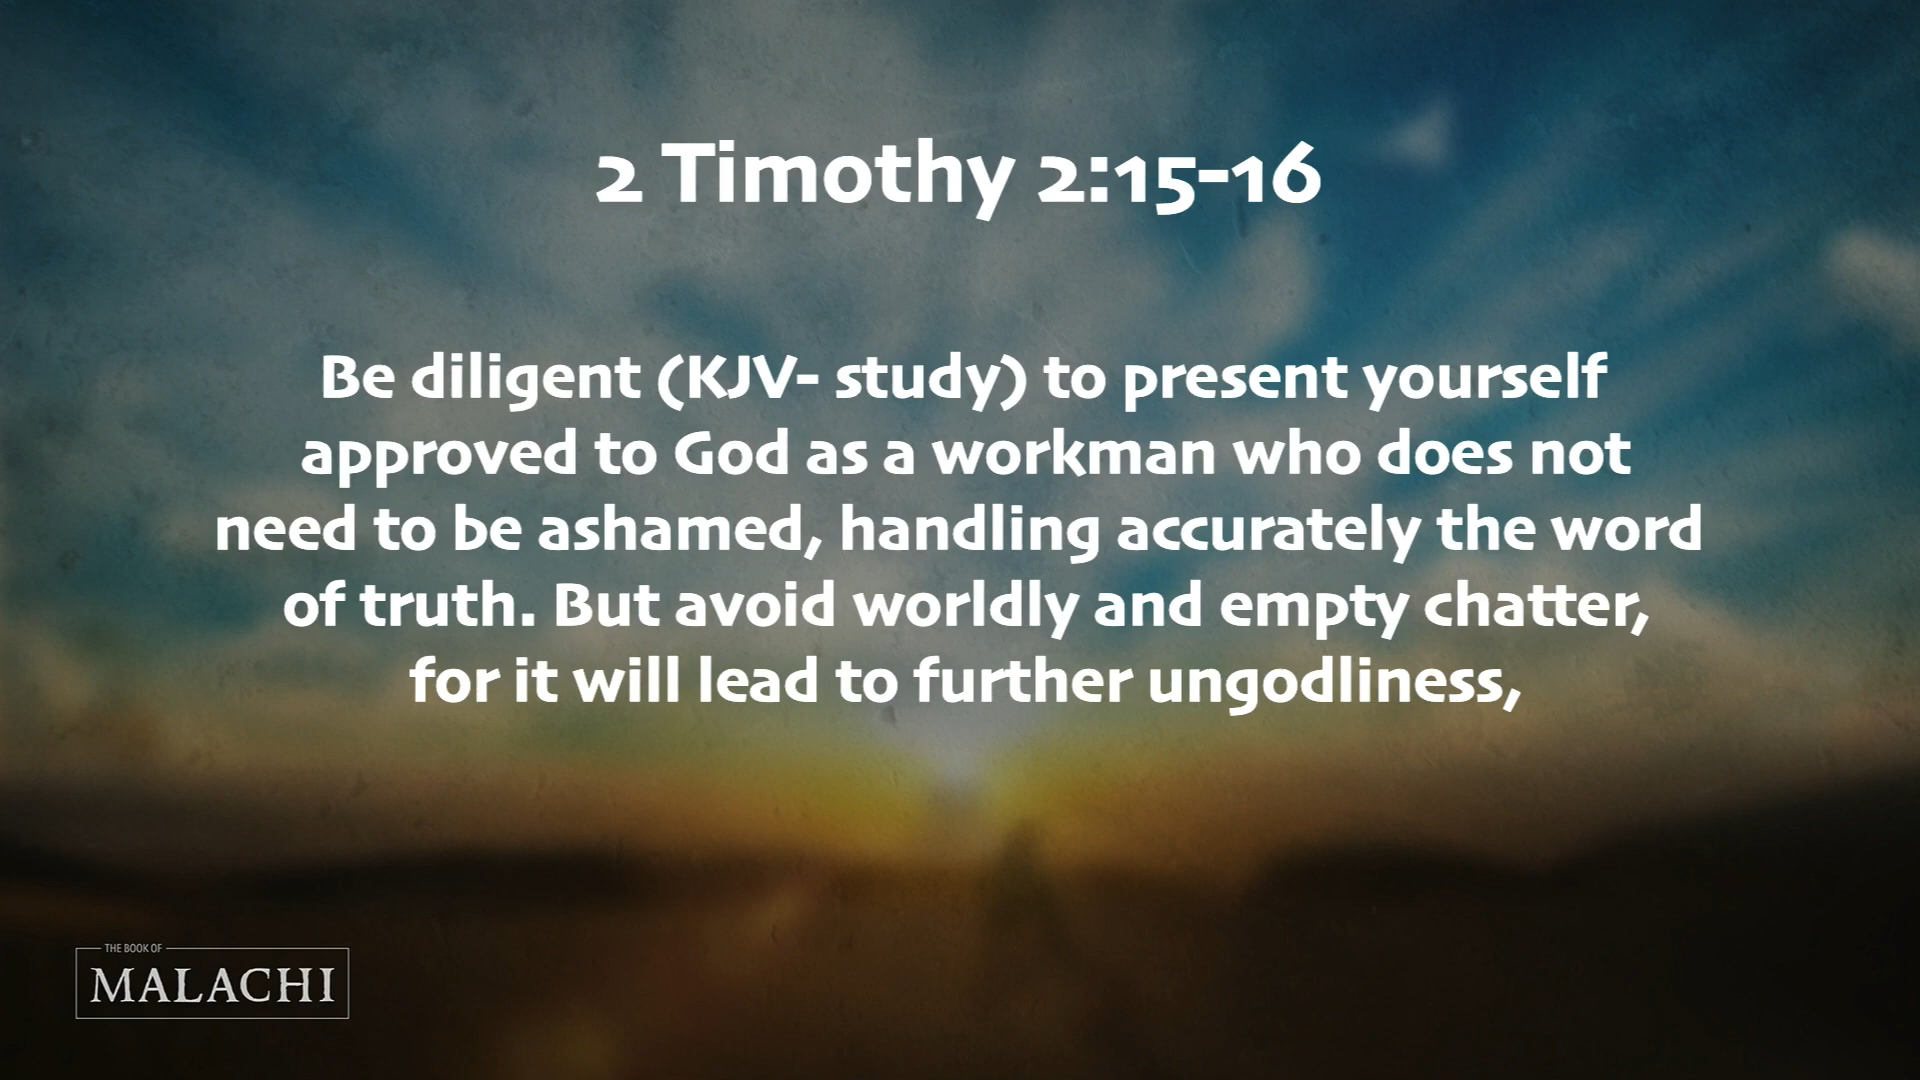 2 Timothy 2:15-16
Be diligent (KJV- study) to present yourself
approved to God as a workman who does not
need to be ashamed, handling accurately the word
of truth. But avoid worldly and empty chatter,
for it will lead to further ungodliness,
THE BOOK OF
MALACHI